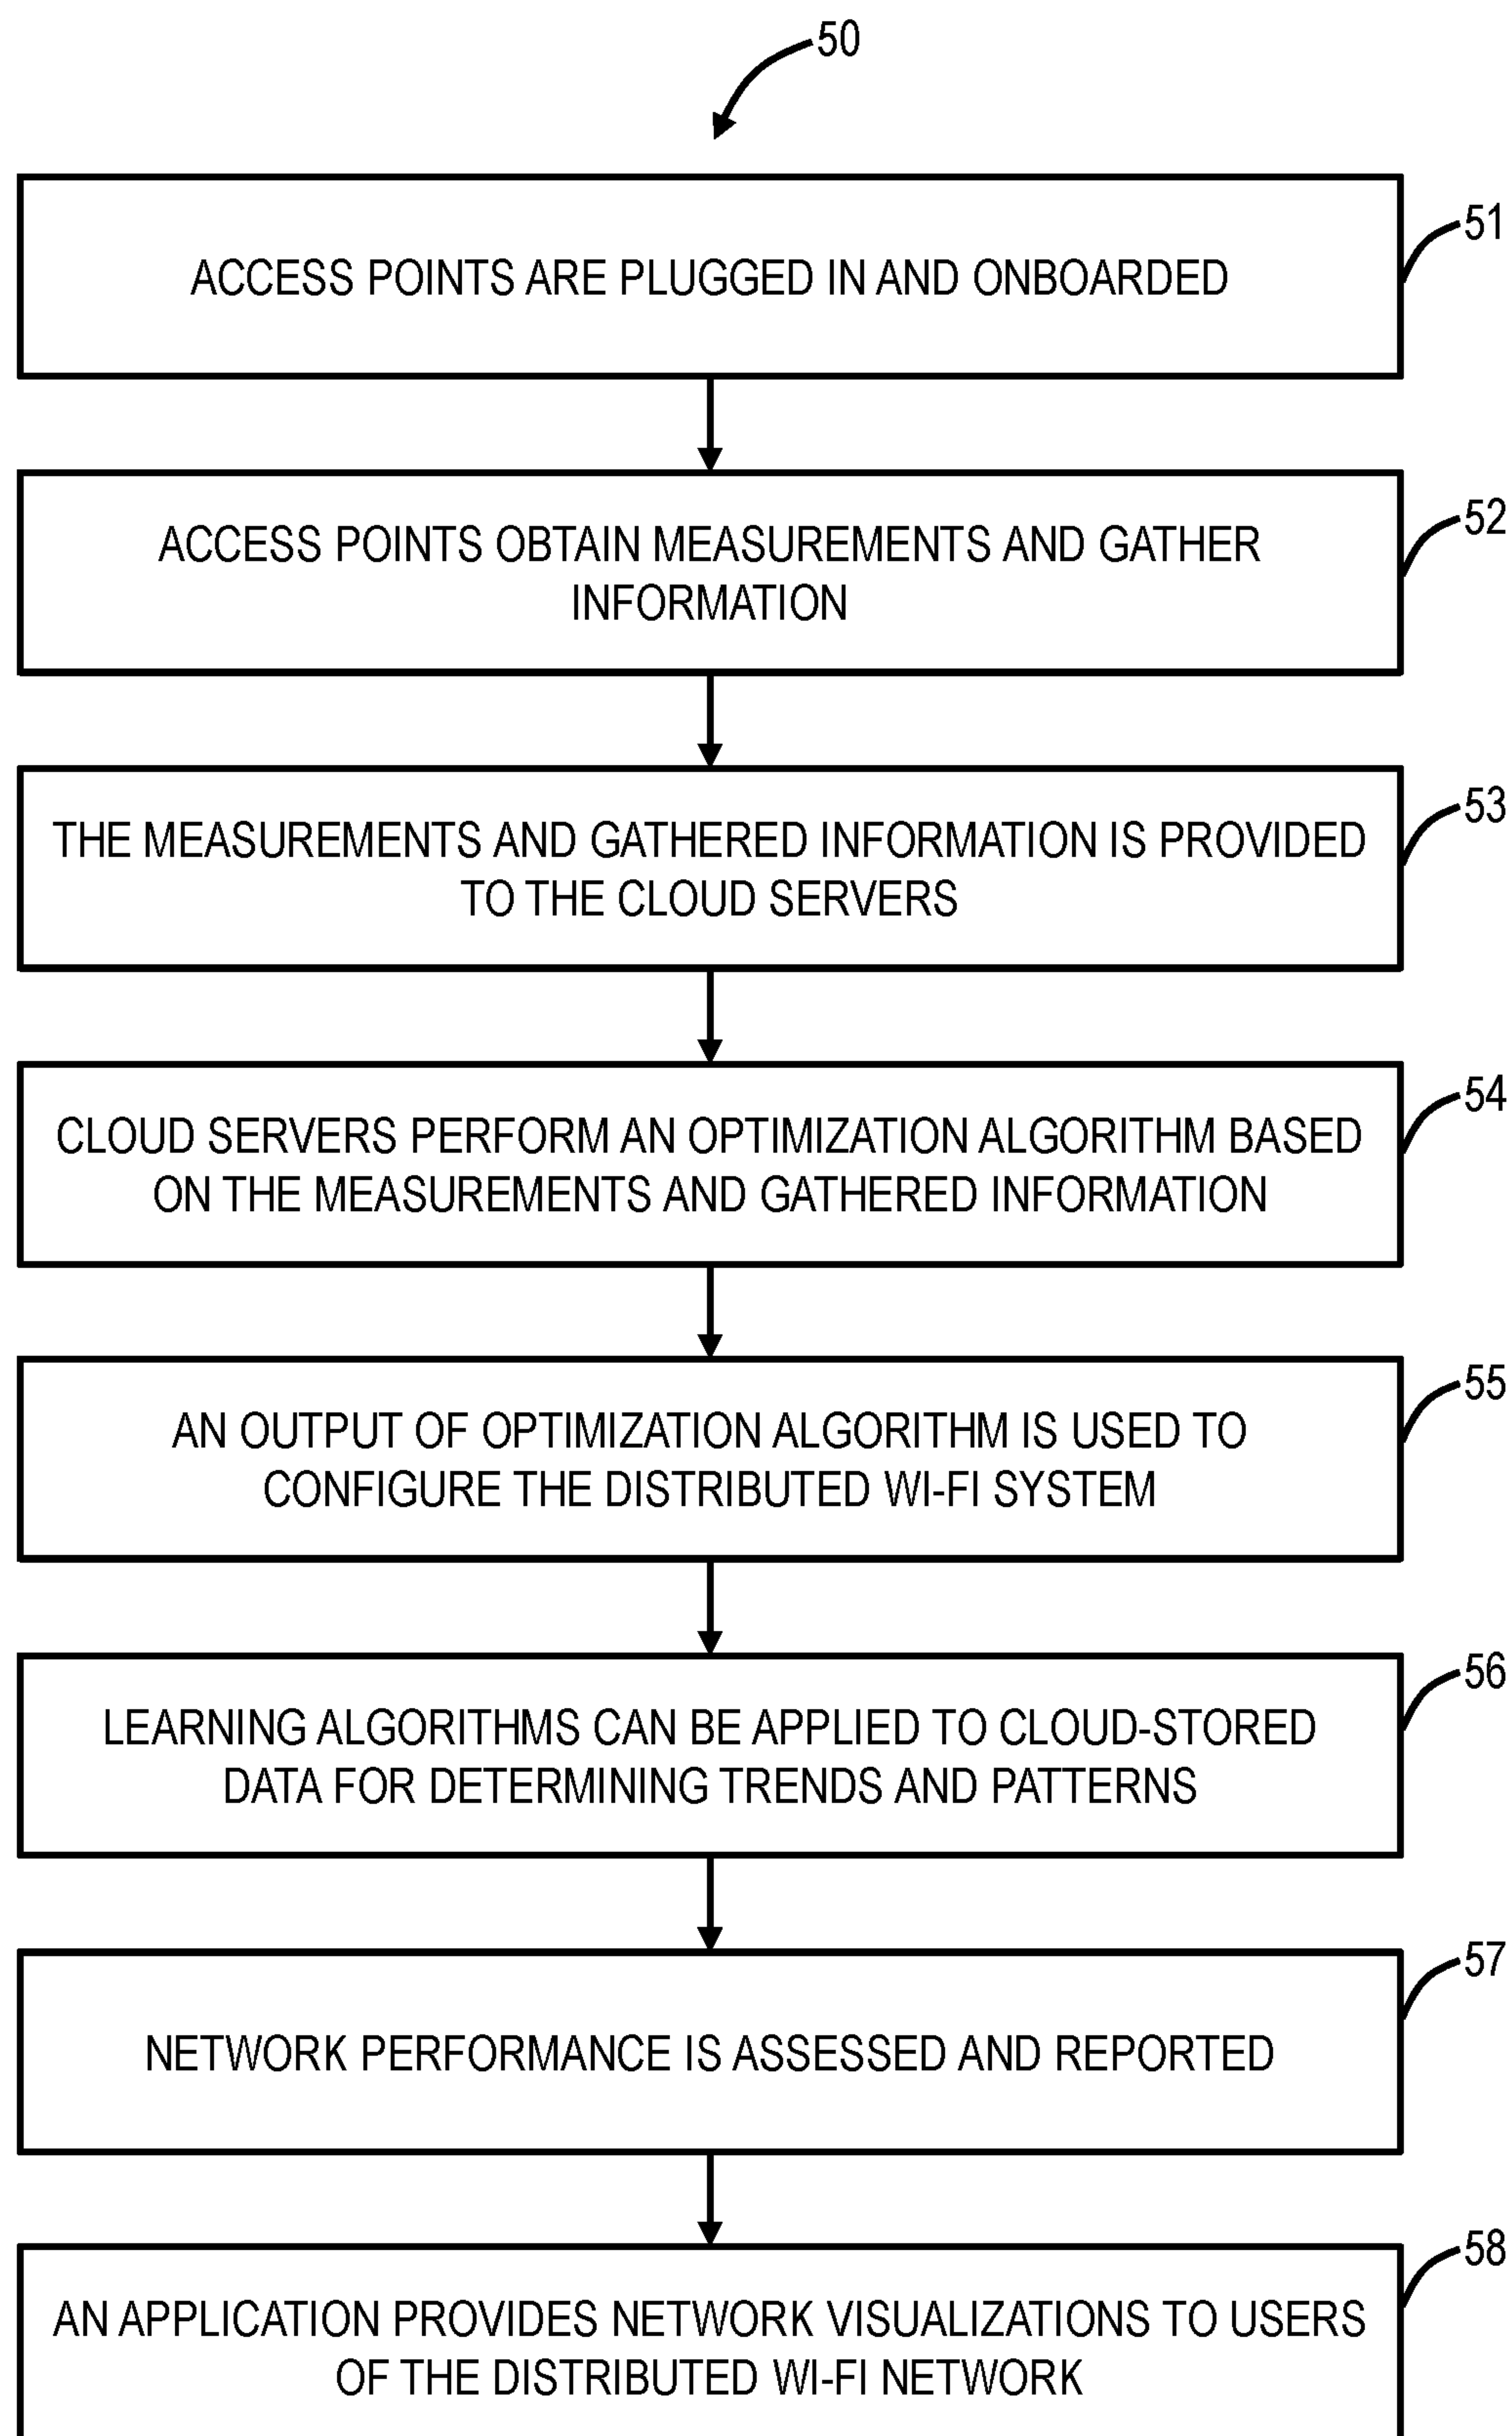 50
ACCESS POINTS ARE PLUGGED IN AND ONBOARDED
51
ACCESS POINTS OBTAIN MEASUREMENTS AND GATHER
INFORMATION
52
THE MEASUREMENTS AND GATHERED INFORMATION IS PROVIDED
TO THE CLOUD SERVERS
53
CLOUD SERVERS PERFORM AN OPTIMIZATION ALGORITHM BASED
ON THE MEASUREMENTS AND GATHERED INFORMATION
54
AN OUTPUT OF OPTIMIZATION ALGORITHM IS USED TO
CONFIGURE THE DISTRIBUTED WI-FI SYSTEM
55
LEARNING ALGORITHMS CAN BE APPLIED TO CLOUD-STORED
DATA FOR DETERMINING TRENDS AND PATTERNS
56
NETWORK PERFORMANCE IS ASSESSED AND REPORTED
57
AN APPLICATION PROVIDES NETWORK VISUALIZATIONS TO USERS
OF THE DISTRIBUTED WI-FI NETWORK
58